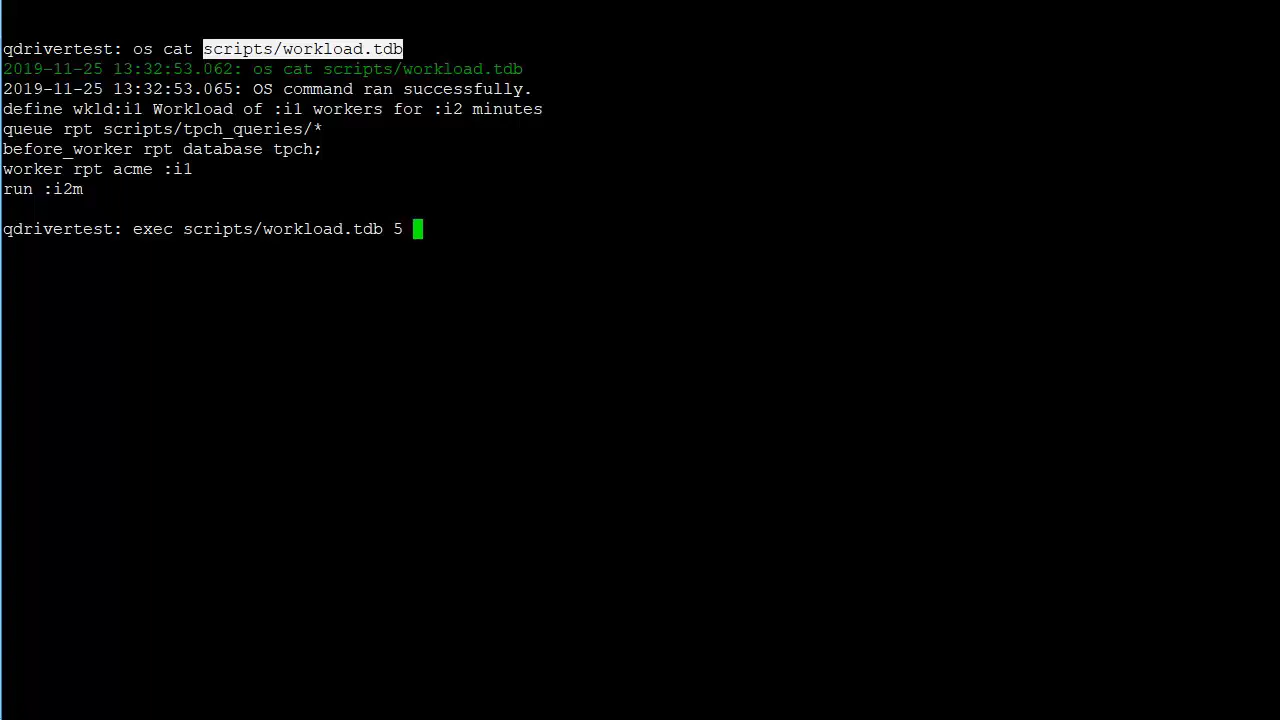 qdrivertest: os cat scripts/workload.tdb
2019-11-25 13:32:53.062: os cat scripts/workload.tdb
2019-11-25 13:32:53.065: OS command ran successfully.
define wkld:i1 Workload of :i1 workers for :i2 minutes
queue rpt scripts/tpch_queries/*
before_worker rpt database tpch;
worker rpt acme :i1
run :i2m
qdrivertest: exec scripts/workload.tdb 5